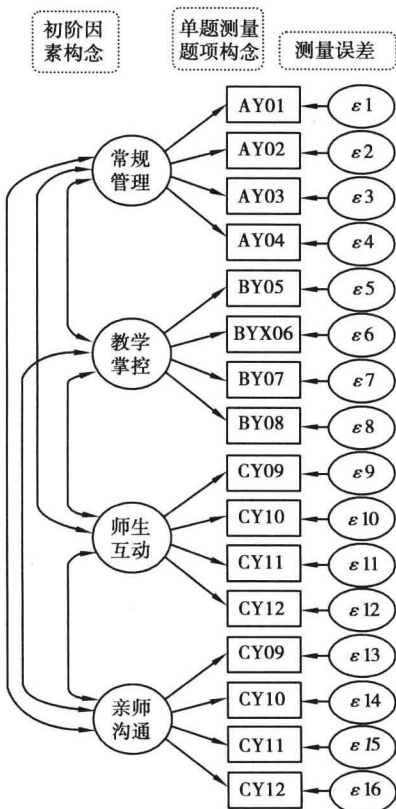 初阶因
素构念
单题测量
题项构念
测量误差
常规
管理
AY01
ε1
AY02
ε2
AY03
ε3
AY04
ε4
教学
掌控
BY05
ε5
BYX06
ε6
BY07
ε7
BY08
ε8
师生
互动
CY09
ε9
CY10
ε10
CY11
ε11
CY12
ε12
亲师
沟通
CY09
ε13
CY10
ε14
CY11
ε15
CY12
ε16